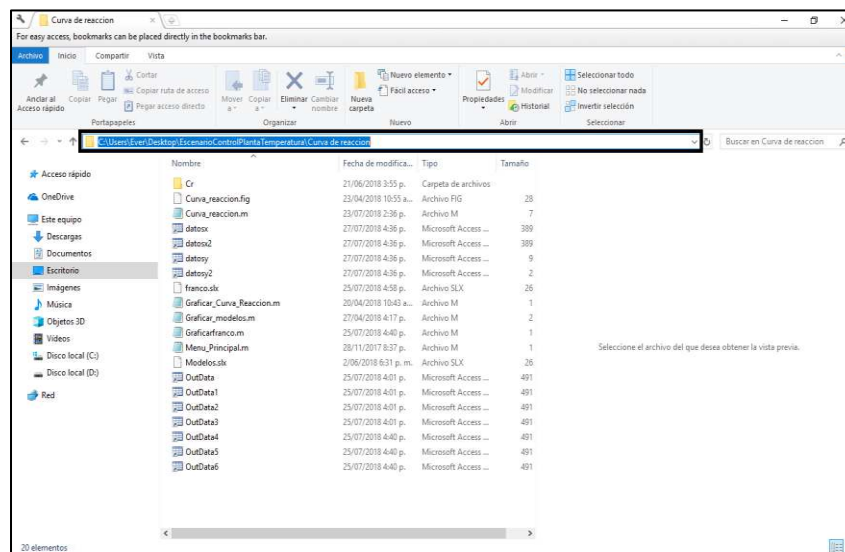 Curva de reaccion
For easy access, bookmarks can be placed directly in the bookmarks bar.
Archivo Inicio Compartir Vista
Anclar al Acceso rápido
Copiar
Pegar
Cortar
Copiar ruta de acceso
Pegar acceso directo
Portapapeles
Mover a
Copiar a
Eliminar
Cambiar nombre
Organizar
Nueva carpeta
Nuevo elemento
Fácil acceso
Nuevo
Propiedades
Abrir
Modificar
Historial
Abrir
Seleccionar todo
No seleccionar nada
Invertir selección
Seleccionar
C:\Users\Ever\Desktop\EscenarioControlPlantaTemperatura\Curva de reaccion
Buscar en Curva de reaccion
Acceso rápido
OneDrive
Este equipo
Descargas
Documentos
Escritorio
Imágenes
Música
Objetos 3D
Vídeos
Disco local (C:)
Disco local (D:)
Red
Nombre Fecha de modifica... Tipo Tamaño
Cr 21/06/2018 3:55 p. Carpeta de archivos
Curva_reaccion.fig 23/04/2018 10:55 a... Archivo FIG 28
Curva_reaccion.m 23/07/2018 2:36 p. Archivo M 7
datosx 27/07/2018 4:36 p. Microsoft Access ... 389
datosx2 27/07/2018 4:36 p. Microsoft Access ... 389
datosy 27/07/2018 4:36 p. Microsoft Access ... 9
datosy2 27/07/2018 4:36 p. Microsoft Access ... 2
franco.slx 25/07/2018 4:58 p. Archivo SLX 26
Graficar_Curva_Reaccion.m 20/04/2018 10:43 a... Archivo M 1
Graficar_modelos.m 27/07/2018 4:17 p. Archivo M 2
Graficarfranco.m 25/07/2018 4:40 p. Archivo M 1
Menu_Principal.m 28/11/2017 8:37 p. Archivo M 1
Modelos.slx 2/06/2018 6:31 p. m. Archivo SLX 26
OutData 25/07/2018 4:01 p. Microsoft Access ... 491
OutData1 25/07/2018 4:01 p. Microsoft Access ... 491
OutData2 25/07/2018 4:01 p. Microsoft Access ... 491
OutData3 25/07/2018 4:01 p. Microsoft Access ... 491
OutData4 25/07/2018 4:40 p. Microsoft Access ... 491
OutData5 25/07/2018 4:40 p. Microsoft Access ... 491
OutData6 25/07/2018 4:40 p. Microsoft Access ... 491
Seleccione el archivo del que desea obtener la vista previa.
20 elementos